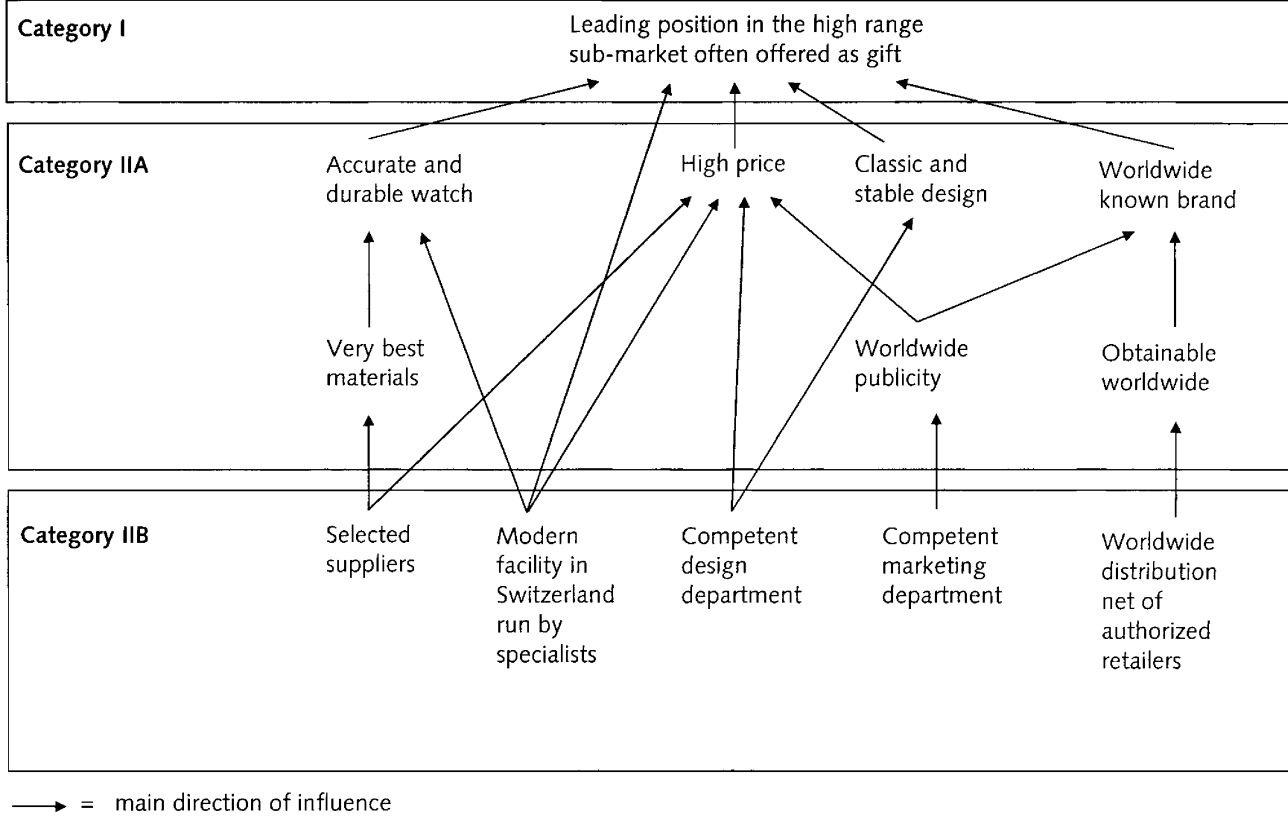 Category I
Leading position in the high range
sub-market often offered as gift
Category IIA
Accurate and
durable watch
High price
Classic and
stable design
Worldwide
known brand
Very best
materials
Worldwide
publicity
Obtainable
worldwide
Category IIB
Selected
suppliers
Modern
facility in
Switzerland
run by
specialists
Competent
design
department
Competent
marketing
department
Worldwide
distribution
net of
authorized
retailers
= main direction of influence